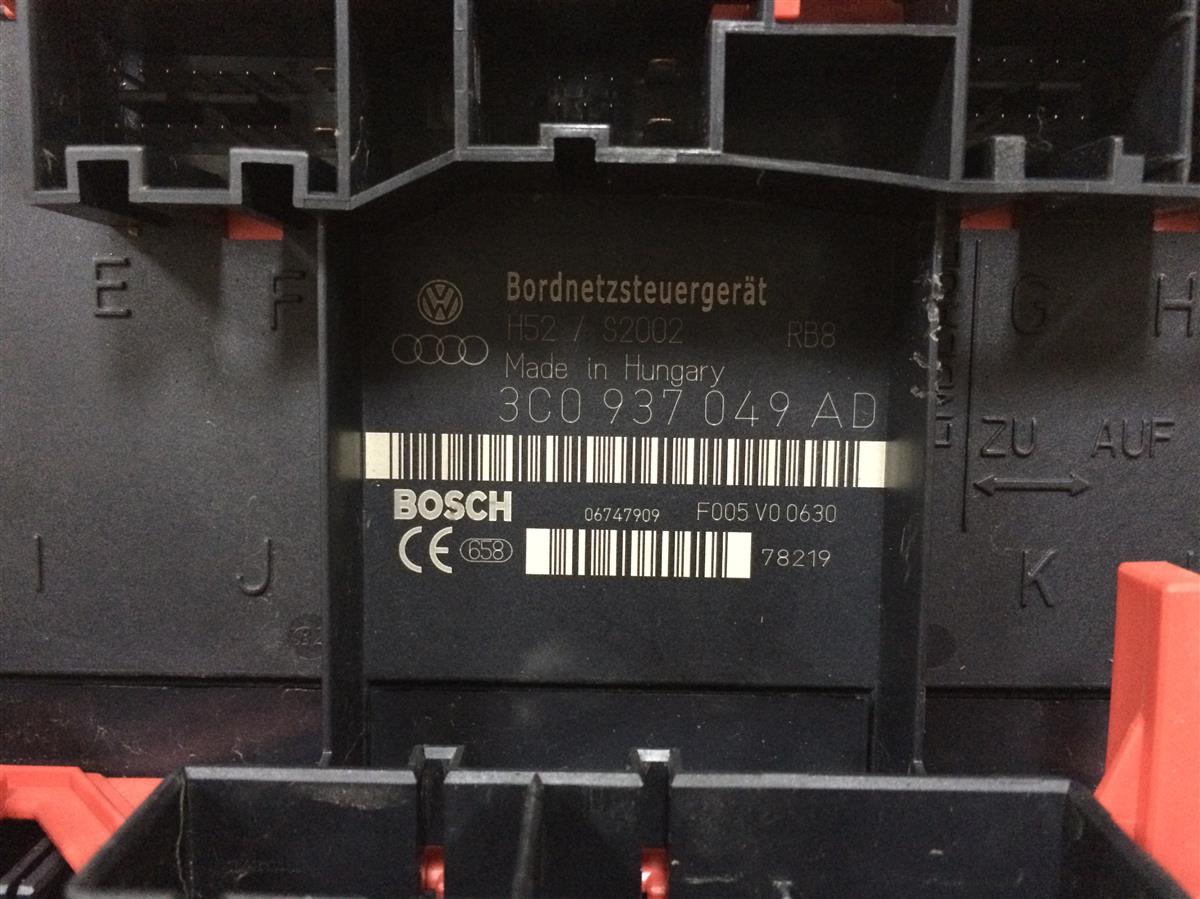 E
F
G
H
VW
Bordnetzsteuergerät
H52 / S2002 RB8
Made in Hungary
3C0 937 049 AD
ZU AUF
BOSCH 06747909 F005 V0 0630
CE 658 78219
I
J
K